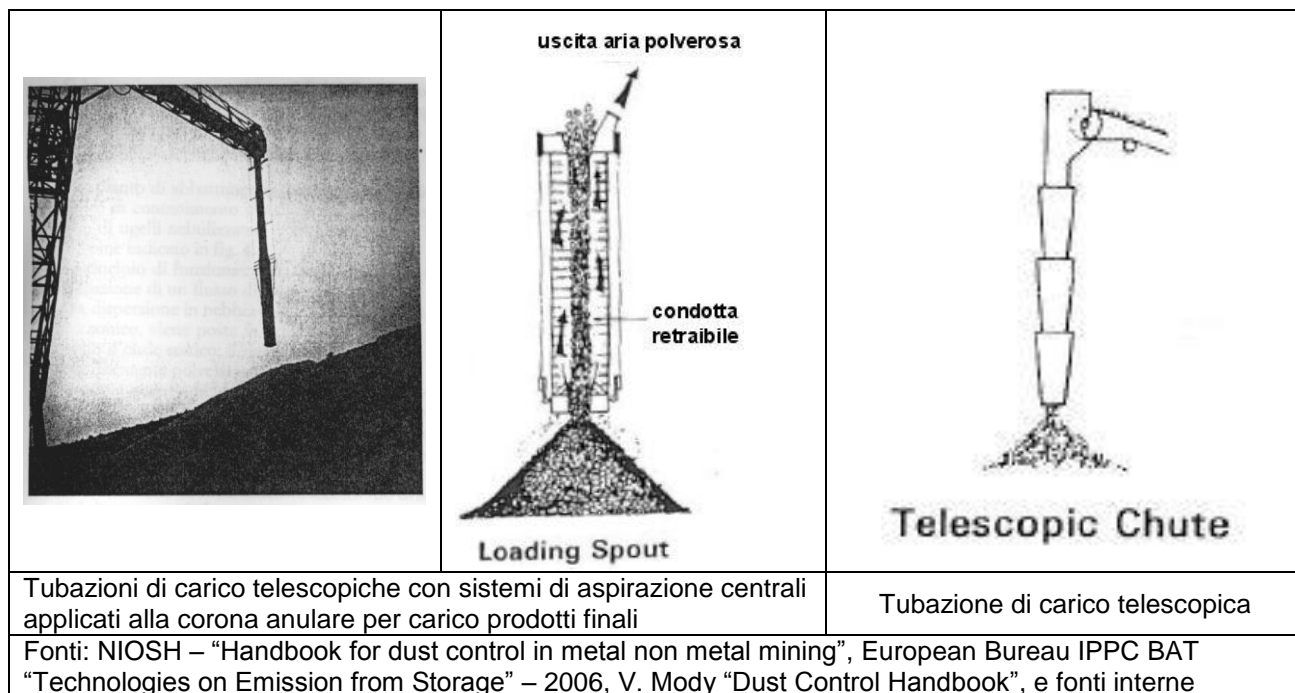 uscita aria polverosa
condotta
retraibile
Loading Spout
Telescopic Chute
Tubazioni di carico telescopiche con sistemi di aspirazione centrali
applicati alla corona anulare per carico prodotti finali
Tubazione di carico telescopica
Fonti: NIOSH – “Handbook for dust control in metal non metal mining”, European Bureau IPPC BAT
“Technologies on Emission from Storage” – 2006, V. Mody “Dust Control Handbook”, e fonti interne